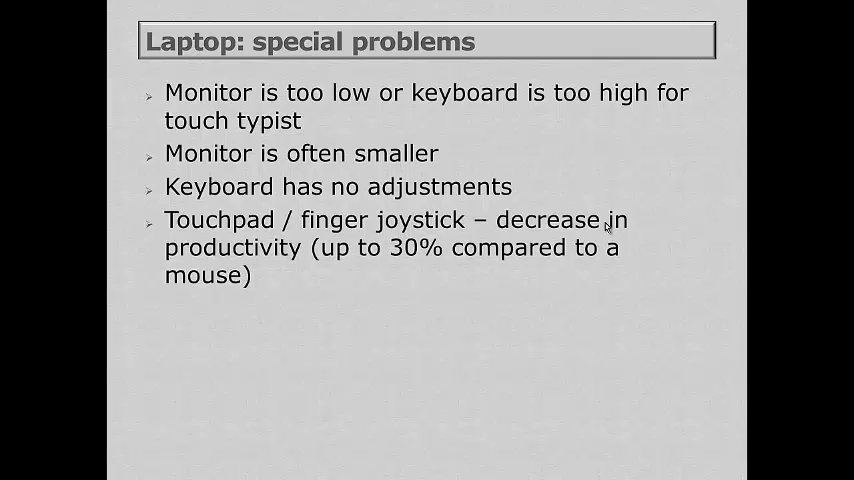 Laptop: special problems
Monitor is too low or keyboard is too high for
touch typist
Monitor is often smaller
Keyboard has no adjustments
Touchpad / finger joystick – decrease in
productivity (up to 30% compared to a
mouse)